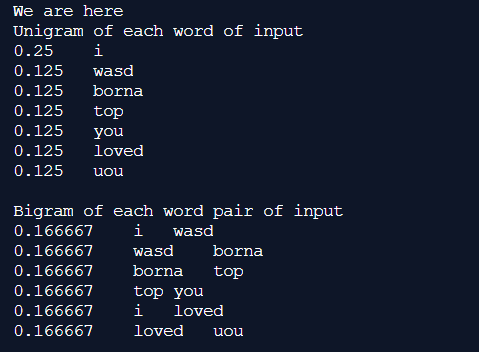 We are here
Unigram of each word of input
0.25 i
0.125 wasd
0.125 borna
0.125 top
0.125 you
0.125 loved
0.125 uou
Bigram of each word pair of input
0.166667 i wasd
0.166667 wasd borna
0.166667 borna top
0.166667 top you
0.166667 i loved
0.166667 loved uou